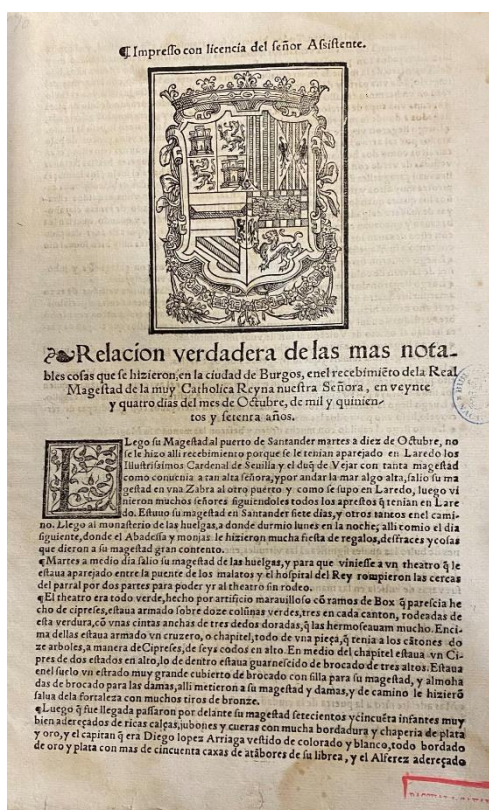 ¶ Impresso con licencia del señor Assistente.
Relacion verdadera de las mas nota-
bles cosas que se hizieron, en la ciudad de Burgos, enel recebimiẽto dela Real
Magestad de la muy Catholica Reyna nuestra Señora, en veynte
y quatro dias del mes de Octubre, de mil y quinien-
tos y setenta años.
LLego su Magestad al puerto de Santander martes a diez de Octubre, no
se le hizo alli recebimiento porque se le tenian aparejado en Laredo los
Illustrissimos Cardenal de Seuilla y el duq̃ de Vejar con tanta magestad
como conuenia a tan alta señora, y por andar la mar algo alta, salio su ma
gestad en vna Zabra al otro puerto y como se supo en Laredo, luego vi
nieron muchos señores siguiendoles todos los aprestos q̃ tenian en Lare
do. Estuuo su magestad en Santander siete dias, y otros tantos enel cami-
no. Llego al monasterio de las huelgas, a donde durmio lunes en la noche; alli comio el dia
siguiente, donde el Abadessa y monjas le hizieron mucha fiesta de regalos, desfraces y cosas
que dieron a su magestad gran contento.
¶ Martes a medio dia salio su magestad de las huelgas, y para que viniesse a vn theatro q̃ le
estaua aparejado entre la puente de los malatos y el hospital del Rey rompieron las cercas
del parral por dos partes para poder yr al theatro sin rodeo.
¶ El theatro era todo verde, hecho por artificio marauilloso cõ ramos de Box q̃ parescia he
cho de cipreses, estaua armado sobre doze colũnas verdes, tres en cada canton, rodeadas de
esta verdura, cõ vnas cintas anchas de tres dedos doradas, q̃ las hermoseauam mucho. Enci-
ma dellas estaua armado vn cruzero, o chapitel, todo de vna pieça, q̃ tenia a los cãtones do
ze arboles, a manera de Cipreses, de seys codos en alto. En medio del chapitel estaua vn Ci-
pres de dos estados en alto, lo de dentro estaua guarnescido de brocado de tres altos. Estaua
enel suelo vn estrado muy grande cubierto de brocado con silla para su magestad, y almoha
das de brocado para las damas, alli metieron a su magestad y damas, y de camino le hizierõ
salua dela fortaleza con muchos tiros de bronze.
¶ Luego q̃ fue llegada passaron por delante su magestad setecientos y cincuẽta infantes muy
bien adereçados de ricas calças, jubones y cueras con mucha bordadura y chaperia de plata
y oro, y el capitan q̃ era Diego lopez Arriaga vestido de colorado y blanco, todo bordado
de oro y plata con mas de cincuenta caxas de atãbores de su librea, y el Alferez adereçado